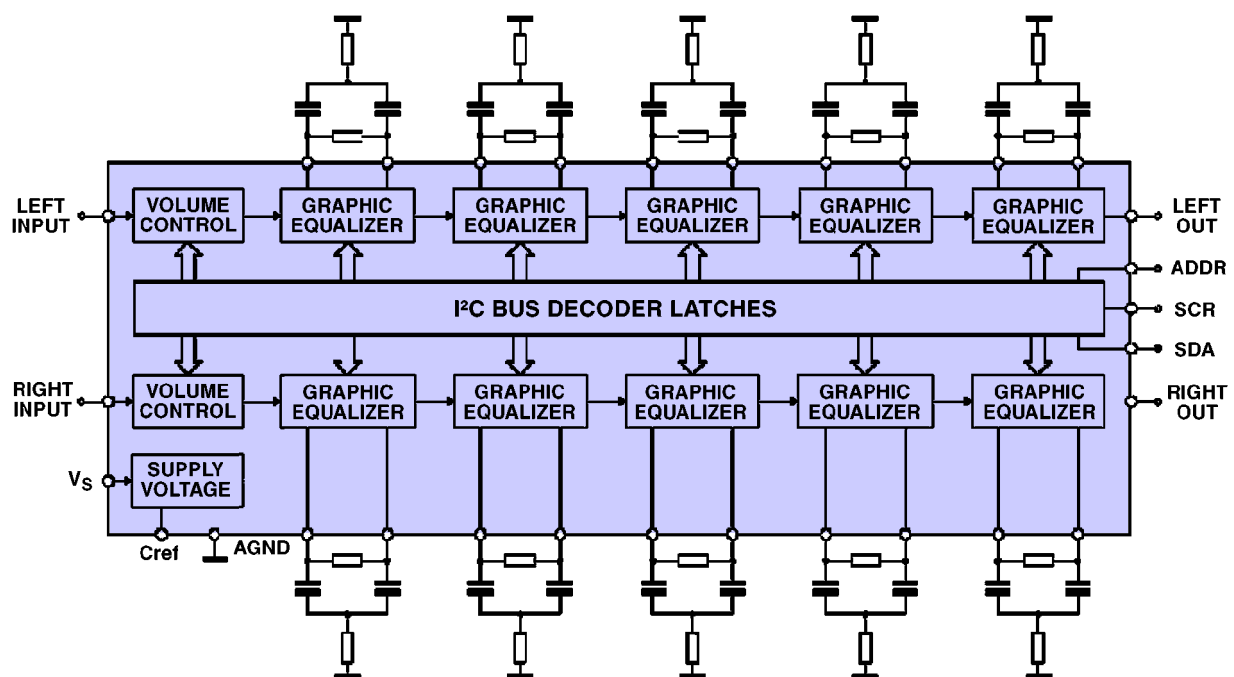 LEFT
INPUT
VOLUME
CONTROL
GRAPHIC
EQUALIZER
GRAPHIC
EQUALIZER
GRAPHIC
EQUALIZER
GRAPHIC
EQUALIZER
GRAPHIC
EQUALIZER
LEFT
OUT
ADDR
I²C BUS DECODER LATCHES
SCR
SDA
RIGHT
INPUT
VOLUME
CONTROL
GRAPHIC
EQUALIZER
GRAPHIC
EQUALIZER
GRAPHIC
EQUALIZER
GRAPHIC
EQUALIZER
GRAPHIC
EQUALIZER
RIGHT
OUT
VS
SUPPLY
VOLTAGE
Cref
AGND